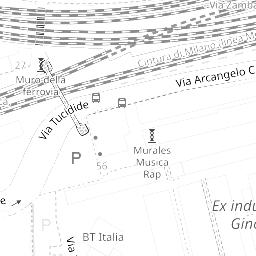 Via Zamba
Cintura di Milano (linea M
27
Muro della
ferrovia
Via Arcangelo C
Via Tucidide
P
Murales
Musica
Rap
56
Ex indu
Gino
P
BT Italia
Via